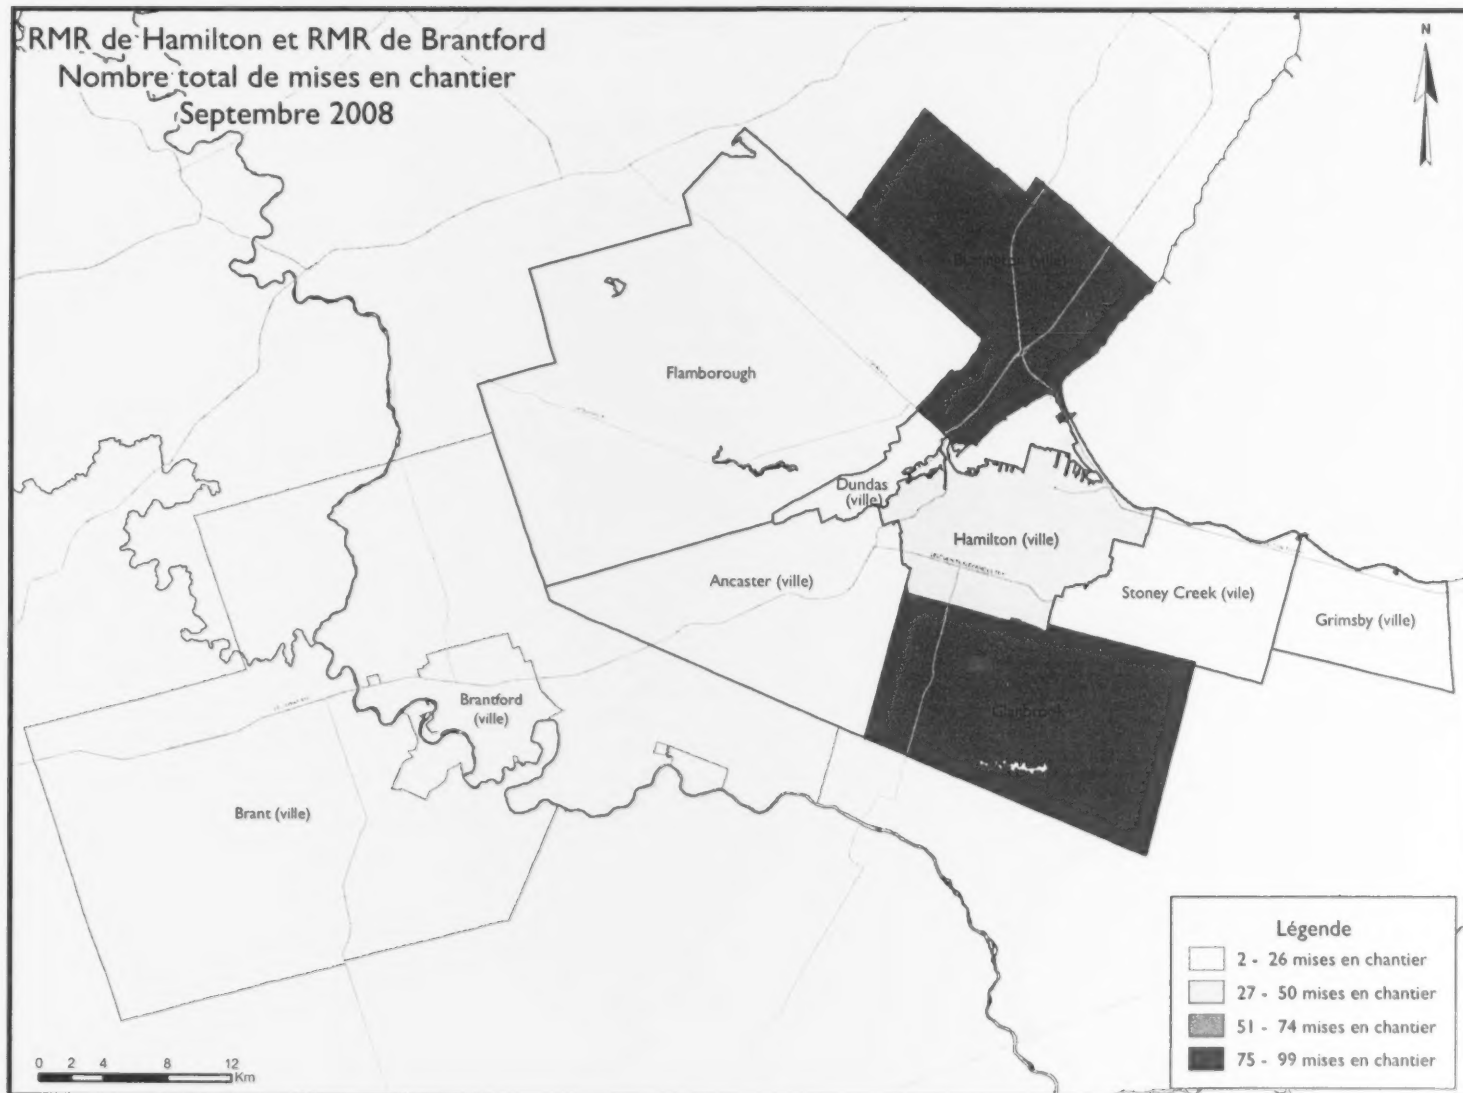 RMR de Hamilton et RMR de Brantford
Nombre total de mises en chantier
Septembre 2008
N
Burlington (ville)
Flamborough
Dundas
(ville)
Hamilton (ville)
Ancaster (ville)
Stoney Creek (vile)
Grimsby (ville)
Brantford
(ville)
Glanbrook
Brant (ville)
Légende
2 - 26 mises en chantier
27 - 50 mises en chantier
51 - 74 mises en chantier
75 - 99 mises en chantier
0 2 4 8 12
Km